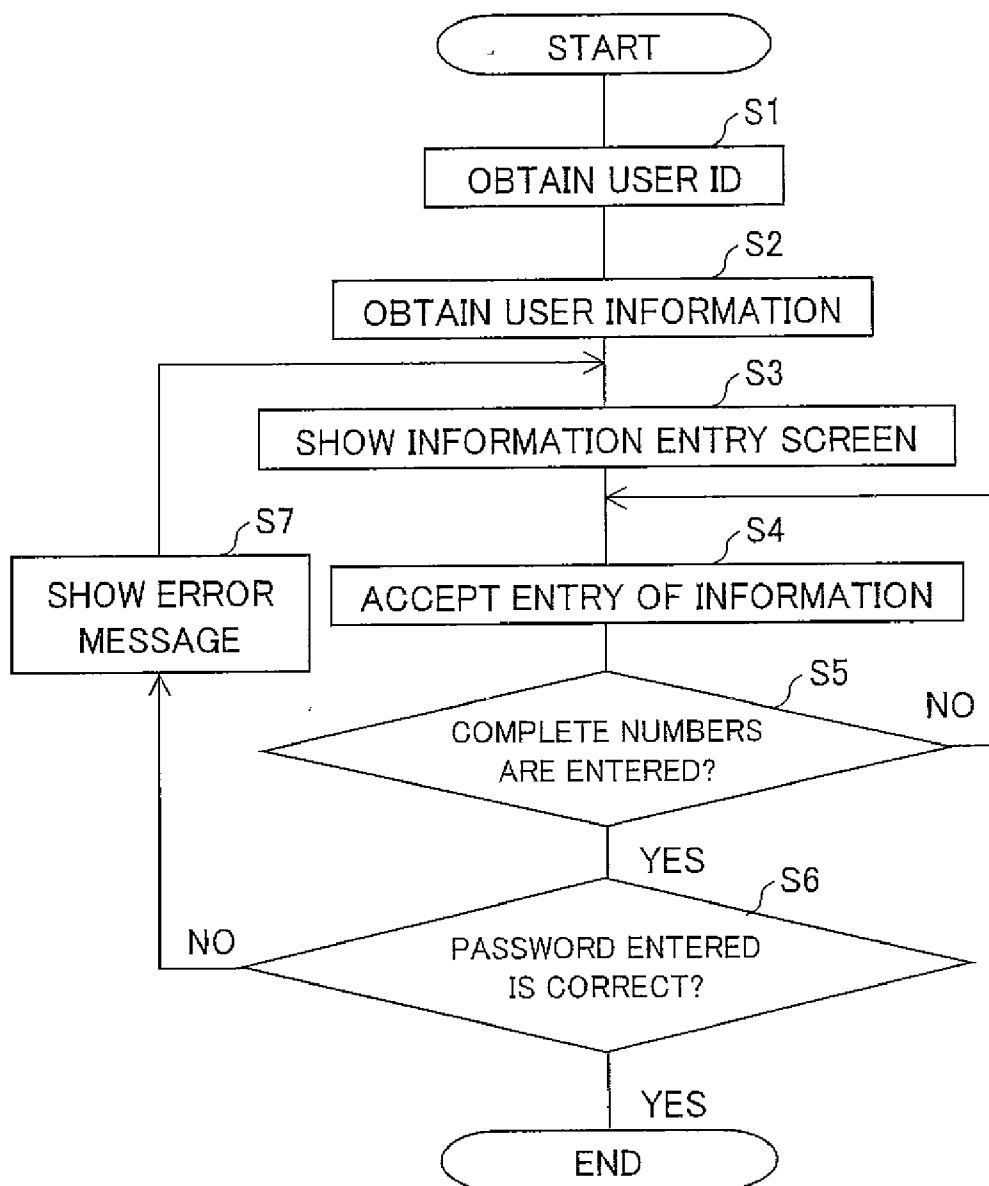 START
S1
OBTAIN USER ID
S2
OBTAIN USER INFORMATION
S3
SHOW INFORMATION ENTRY SCREEN
S7
SHOW ERROR
MESSAGE
S4
ACCEPT ENTRY OF INFORMATION
S5
COMPLETE NUMBERS
ARE ENTERED?
NO
YES
S6
PASSWORD ENTERED
IS CORRECT?
NO
YES
END